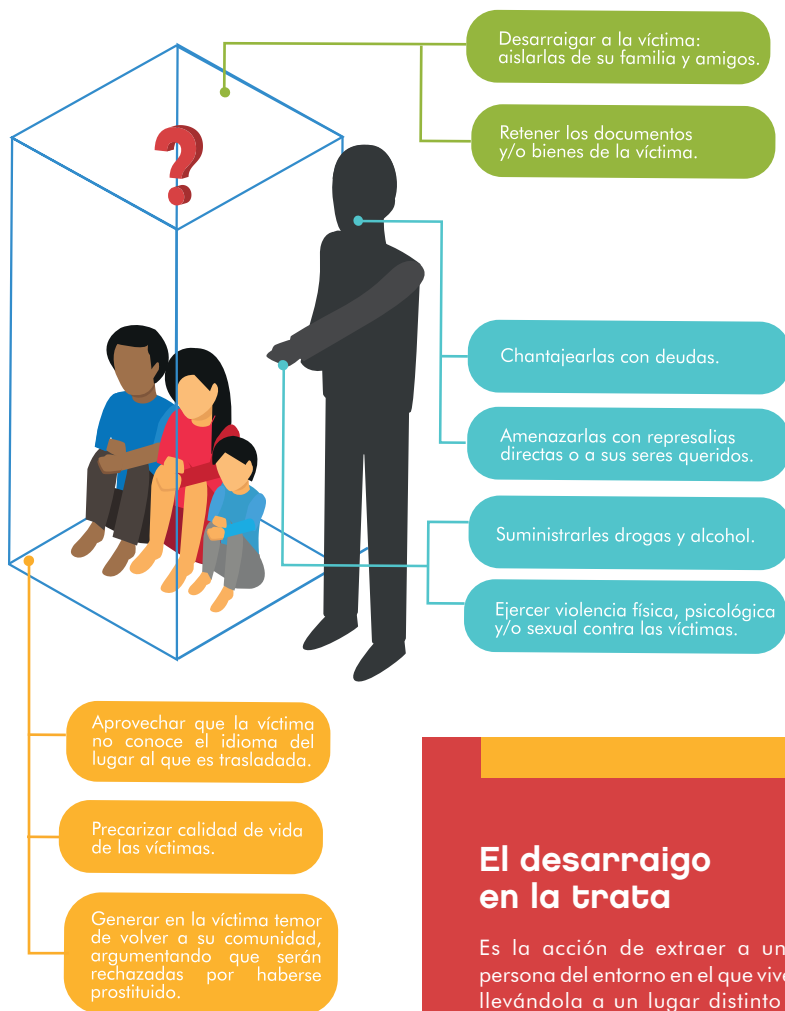 Desarraigar a la víctima:
aislarlas de su familia y amigos.
Retener los documentos
y/o bienes de la víctima.
?
Chantajearlas con deudas.
Amenazarlas con represalias
directas o a sus seres queridos.
Suministrarles drogas y alcohol.
Ejercer violencia física, psicológica
y/o sexual contra las víctimas.
Aprovechar que la víctima
no conoce el idioma del
lugar al que es trasladada.
Precarizar calidad de vida
de las víctimas.
Generar en la víctima temor
de volver a su comunidad,
argumentando que serán
rechazadas por haberse
prostituido.
El desarraigo
en la trata
Es la acción de extraer a un
persona del entorno en el que vive
llevándola a un lugar distinto